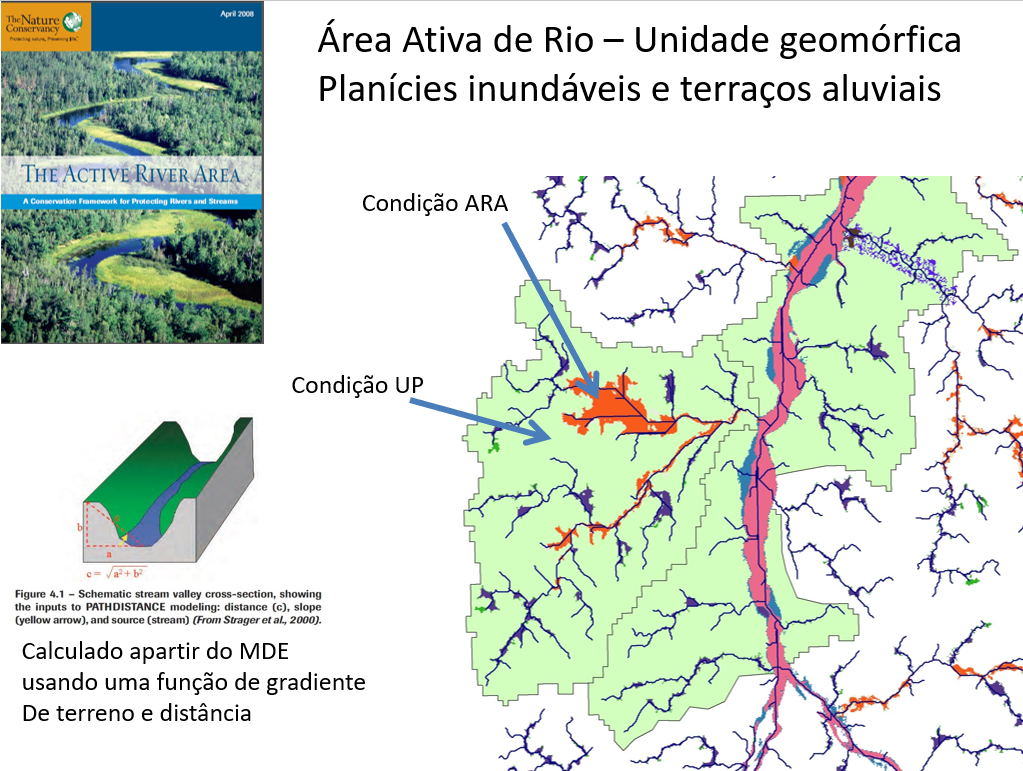 The Nature
Conservancy
Protecting nature. Preserving life.
April 2008
THE ACTIVE RIVER AREA
A Conservation Framework for Protecting Rivers and Streams
Área Ativa de Rio – Unidade geomórfica
Planícies inundáveis e terraços aluviais
Condição ARA
Condição UP
b
c
a
c = √a² + b²
Figure 4.1 – Schematic stream valley cross-section, showing
the inputs to PATHDISTANCE modeling: distance (c), slope
(yellow arrow), and source (stream) (From Strager et al., 2000).
Calculado apartir do MDE
usando uma função de gradiente
De terreno e distância